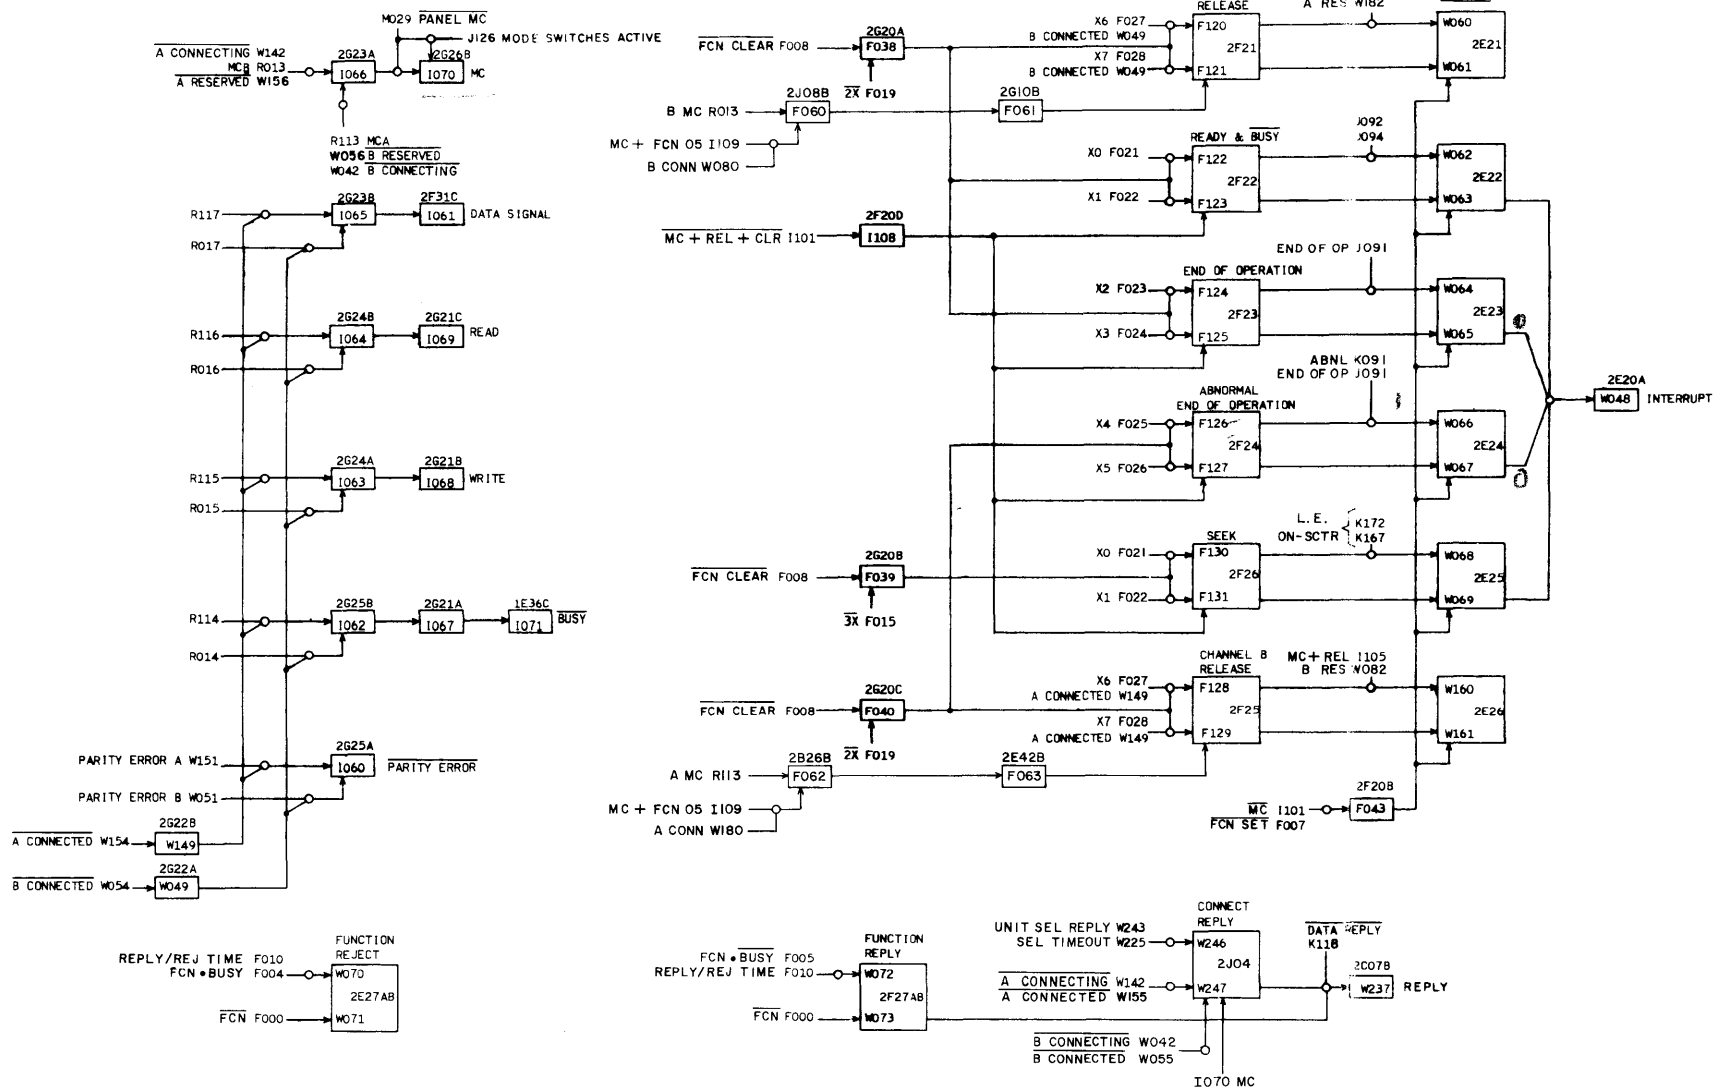 M029 PANEL MC
J126 MODE SWITCHES ACTIVE
A CONNECTING W142
MCB R013
A RESERVED W156
2G23A
I066
2G26B
I070
MC
R113 MCA
W056 B RESERVED
W042 B CONNECTING
R117
R017
2G23B
I065
2F31C
I061
DATA SIGNAL
R116
R016
2G24B
I064
2G21C
I069
READ
R115
R015
2G24A
I063
2G21B
I068
WRITE
R114
R014
2G25B
I062
2G21A
I067
1E36C
I071
BUSY
PARITY ERROR A W151
PARITY ERROR B W051
2G25A
I060
PARITY ERROR
A CONNECTED W154
2G22B
W149
B CONNECTED W054
2G22A
W049
FUNCTION
REJECT
REPLY/REJ TIME F010
FCN • BUSY F004
W070
2E27AB
FCN F000
W071
FCN CLEAR F008
2G20A
F038
2X F019
X6 F027
B CONNECTED W049
X7 F028
B CONNECTED W049
RELEASE
F120
2F21
F121
A RES W182
W060
2E21
W061
B MC R013
2J08B
F060
2G10B
F061
MC + FCN 05 I109
B CONN W080
READY & BUSY
X0 F021
X1 F022
F122
2F22
F123
J092
J094
W062
2E22
W063
MC + REL + CLR I101
2F20D
I108
END OF OPERATION
X2 F023
X3 F024
F124
2F23
F125
END OF OP J091
W064
2E23
W065
ABNORMAL
END OF OPERATION
X4 F025
X5 F026
F126
2F24
F127
ABNL K091
END OF OP J091
W066
2E24
W067
2E20A
W048
INTERRUPT
FCN CLEAR F008
2G20B
F039
3X F015
SEEK
X0 F021
X1 F022
F130
2F26
F131
L.E.
ON-SCTR
K172
K167
W068
2E25
W069
FCN CLEAR F008
2G20C
F040
2X F019
CHANNEL B
RELEASE
X6 F027
A CONNECTED W149
X7 F028
A CONNECTED W149
F128
2F25
F129
MC + REL I105
B RES W082
W160
2E26
W161
A MC R113
2B26B
F062
2E42B
F063
MC + FCN 05 I109
A CONN W180
MC I101
FCN SET F007
2F20B
F043
FUNCTION
REPLY
FCN • BUSY F005
REPLY/REJ TIME F010
W072
2F27AB
FCN F000
W073
CONNECT
REPLY
UNIT SEL REPLY W243
SEL TIMEOUT W225
A CONNECTING W142
A CONNECTED W155
W246
2J04
W247
B CONNECTING W042
B CONNECTED W055
I070 MC
DATA REPLY
K118
2C07B
W237
REPLY